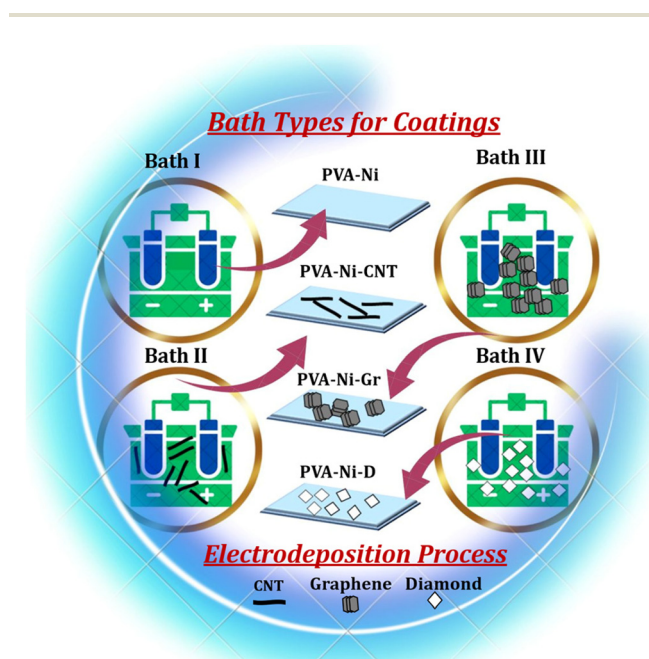 Bath Types for Coatings
Bath I
Bath III
PVA-Ni
PVA-Ni-CNT
Bath II
Bath IV
PVA-Ni-Gr
PVA-Ni-D
Electrodeposition Process
CNT Graphene Diamond